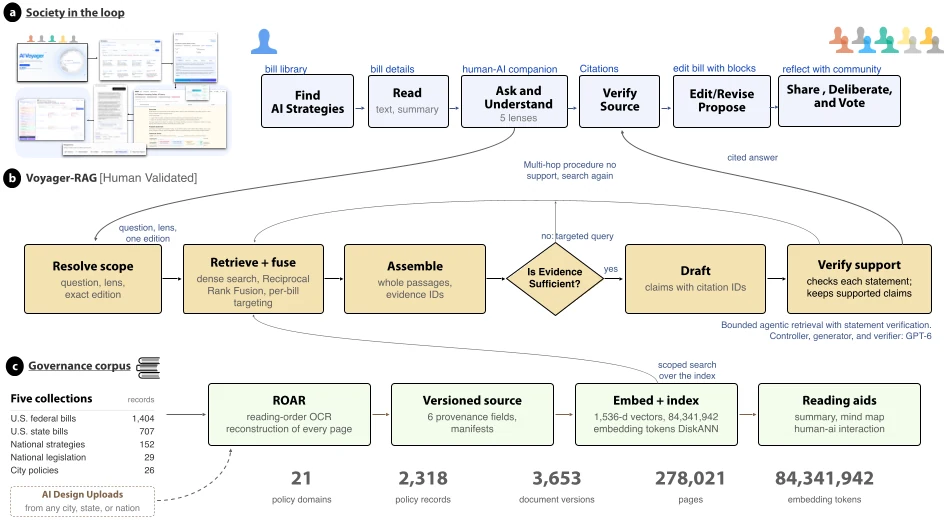 a Society in the loop
AI Voyager
bill library
bill details
human-AI companion
Citations
edit bill with blocks
reflect with community
Find
AI Strategies
Read
text, summary
Ask and
Understand
5 lenses
Verify
Source
Edit/Revise
Propose
Share , Deliberate,
and Vote
Multi-hop procedure no
support, search again
cited answer
b Voyager-RAG [Human Validated]
question, lens,
one edition
no: targeted query
Resolve scope
question, lens,
exact edition
Retrieve + fuse
dense search, Reciprocal
Rank Fusion, per-bill
targeting
Assemble
whole passages,
evidence IDs
Is Evidence
Sufficient?
yes
Draft
claims with citation IDs
Verify support
checks each statement;
keeps supported claims
Bounded agentic retrieval with statement verification.
Controller, generator, and verifier: GPT-6
c Governance corpus
scoped search
over the index
Five collections records
U.S. federal bills 1,404
U.S. state bills 707
National strategies 152
National legislation 29
City policies 26
AI Design Uploads
from any city, state, or nation
ROAR
reading-order OCR
reconstruction of every page
Versioned source
6 provenance fields,
manifests
Embed + index
1,536-d vectors, 84,341,942
embedding tokens DiskANN
Reading aids
summary, mind map
human-ai interaction
21
policy domains
2,318
policy records
3,653
document versions
278,021
pages
84,341,942
embedding tokens